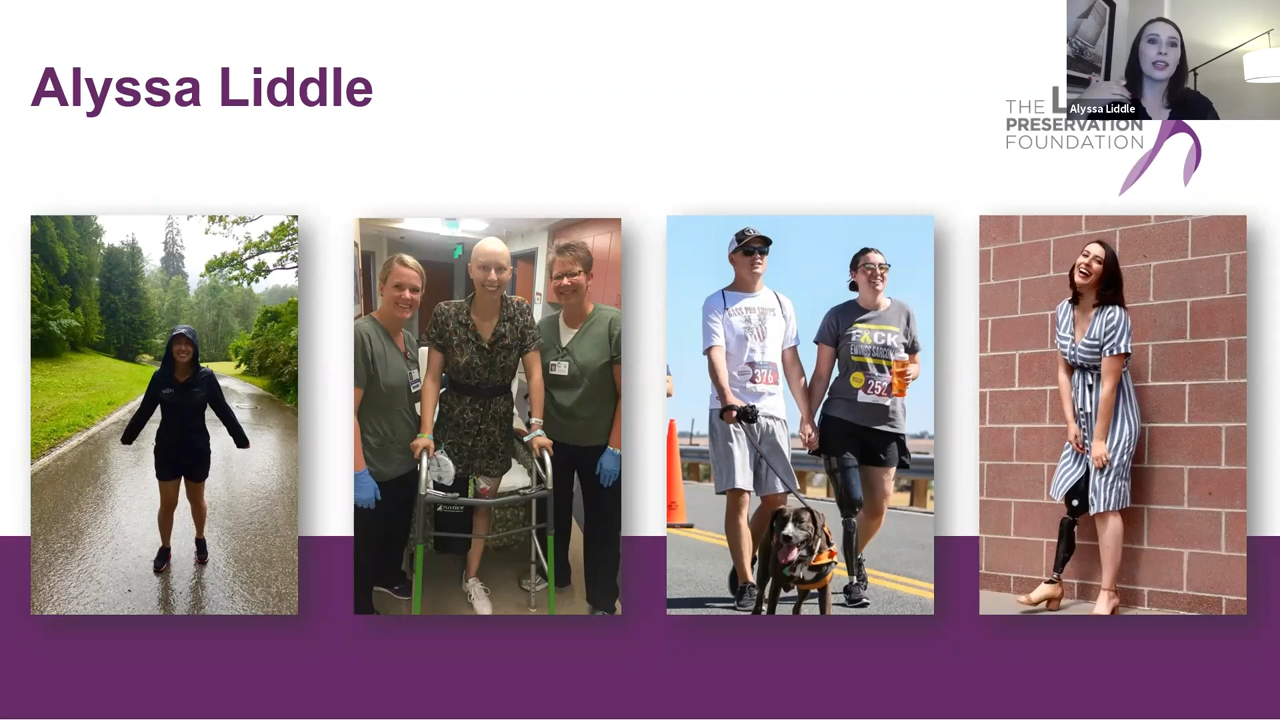 Alyssa Liddle
Alyssa Liddle
THE
PRESERVATION
FOUNDATION
376
252